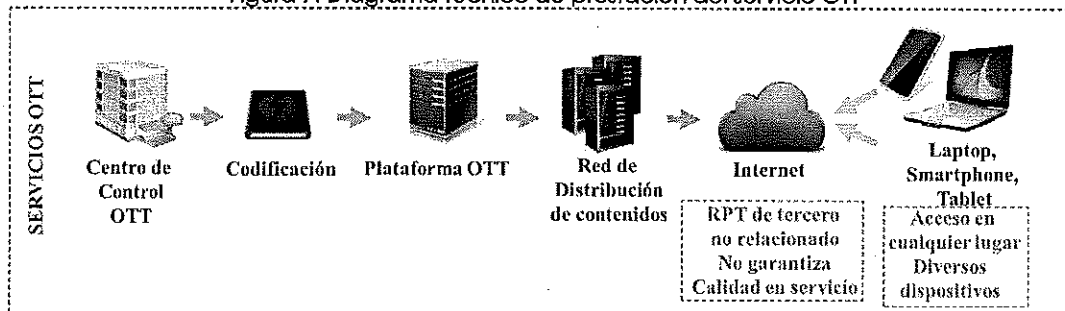 SERVICIOS OTT
Centro de
Control
OTT
Codificación
Plataforma OTT
Red de
Distribución
de contenidos
Internet
RPT de tercero
no relacionado
No garantiza
Calidad en servicio
Laptop,
Smartphone,
Tablet
Acceso en
cualquier lugar
Diversos
dispositivos